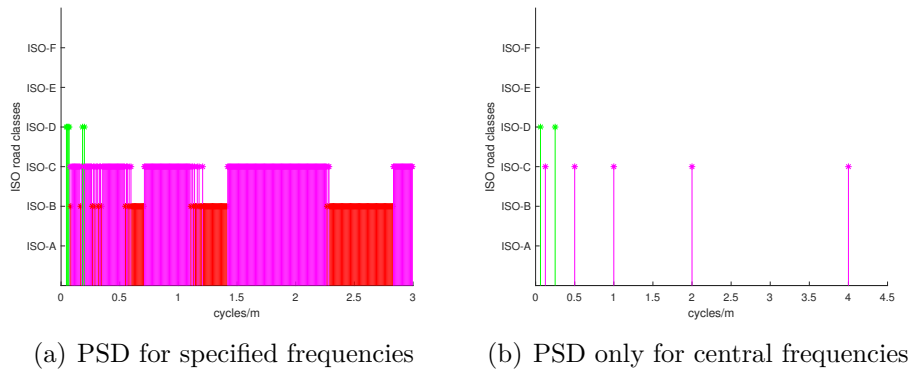 ISO-F
ISO-E
ISO-D
ISO-C
ISO-B
ISO-A
ISO road classes
0 0.5 1 1.5 2 2.5 3
cycles/m
(a) PSD for specified frequencies
ISO-F
ISO-E
ISO-D
ISO-C
ISO-B
ISO-A
ISO road classes
0 0.5 1 1.5 2 2.5 3 3.5 4 4.5
cycles/m
(b) PSD only for central frequencies